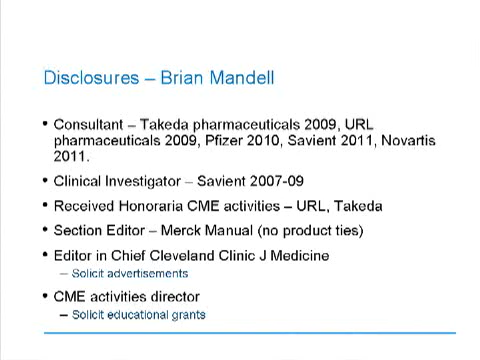 Disclosures – Brian Mandell
• Consultant – Takeda pharmaceuticals 2009, URL
pharmaceuticals 2009, Pfizer 2010, Savient 2011, Novartis
2011.
• Clinical Investigator – Savient 2007-09
• Received Honoraria CME activities – URL, Takeda
• Section Editor – Merck Manual (no product ties)
• Editor in Chief Cleveland Clinic J Medicine
– Solicit advertisements
• CME activities director
– Solicit educational grants